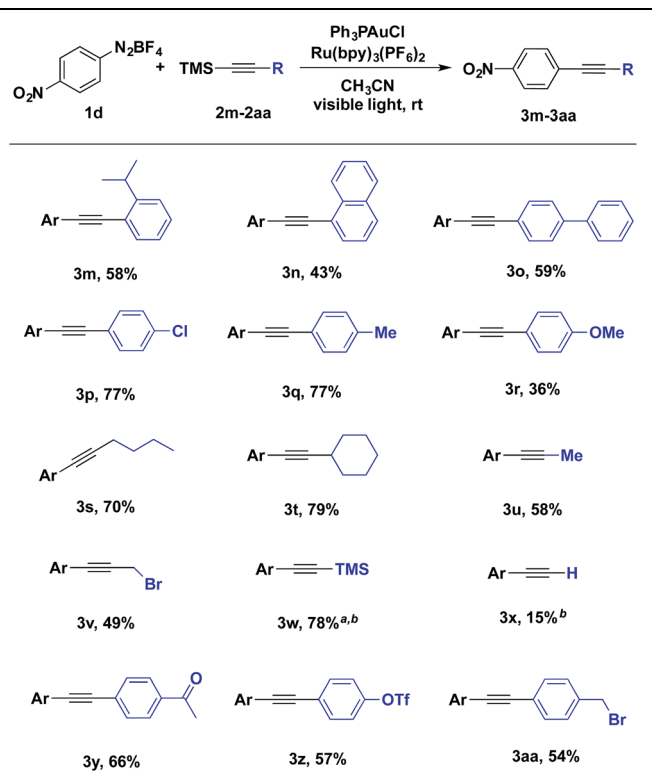 Ph3PAuCl
Ru(bpy)3(PF6)2
CH3CN
visible light, rt
N2BF4
O2N
1d
+
TMS R
2m-2aa
NO2 R
3m-3aa
Ar
3m, 58%
Ar
3n, 43%
Ar
3o, 59%
Ar Cl
3p, 77%
Ar Me
3q, 77%
Ar OMe
3r, 36%
Ar
3s, 70%
Ar
3t, 79%
Ar Me
3u, 58%
Ar Br
3v, 49%
Ar TMS
3w, 78%a,b
Ar H
3x, 15%b
Ar O
3y, 66%
Ar OTf
3z, 57%
Ar Br
3aa, 54%